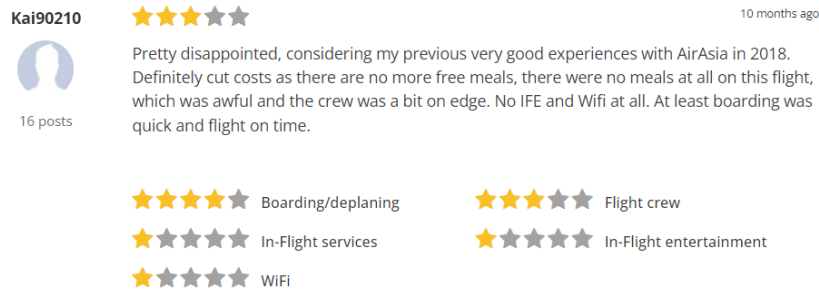 Kai90210
10 months ago
Pretty disappointed, considering my previous very good experiences with AirAsia in 2018.
Definitely cut costs as there are no more free meals, there were no meals at all on this flight,
which was awful and the crew was a bit on edge. No IFE and Wifi at all. At least boarding was
quick and flight on time.
16 posts
Boarding/deplaning
Flight crew
In-Flight services
In-Flight entertainment
WiFi